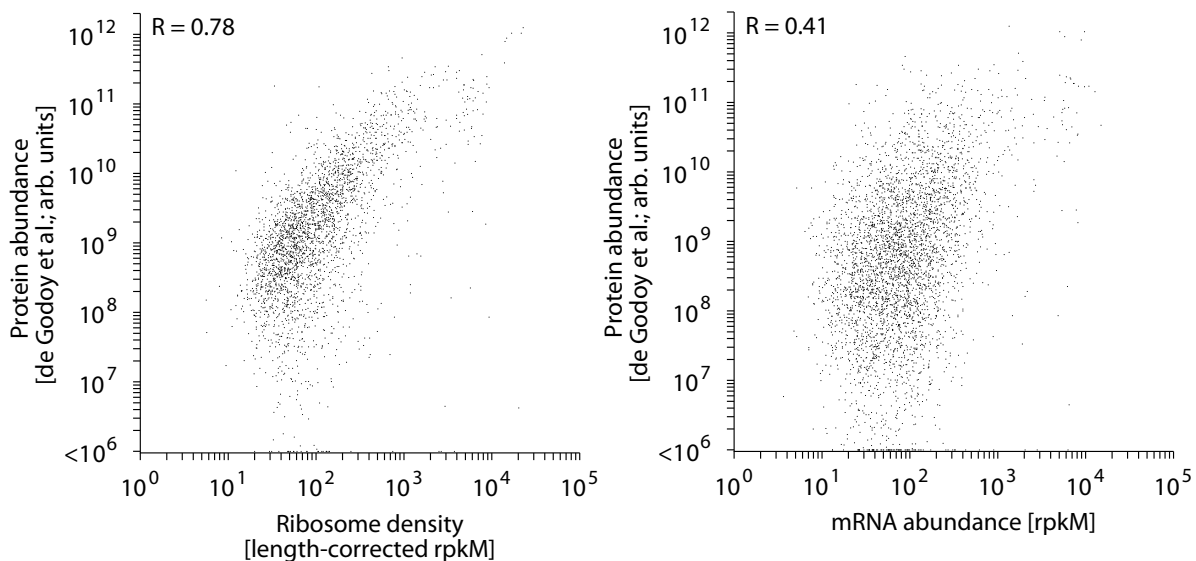 R = 0.78
Protein abundance
[de Godoy et al.; arb. units]
10¹²
10¹¹
10¹⁰
10⁹
10⁸
10⁷
<10⁶
10⁰ 10¹ 10² 10³ 10⁴ 10⁵
Ribosome density
[length-corrected rpkM]
R = 0.41
Protein abundance
[de Godoy et al.; arb. units]
10¹²
10¹¹
10¹⁰
10⁹
10⁸
10⁷
<10⁶
10⁰ 10¹ 10² 10³ 10⁴ 10⁵
mRNA abundance [rpkM]